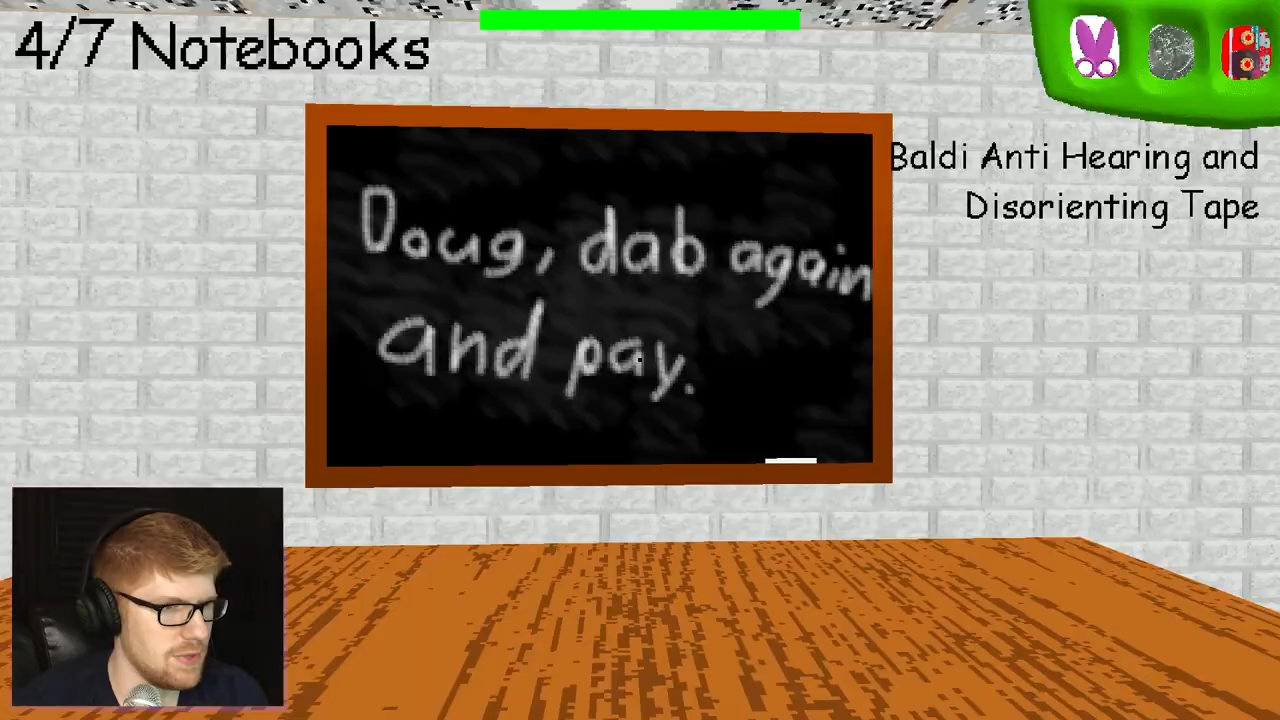 4/7 Notebooks
Baldi Anti Hearing and
Disorienting Tape
Doug, dab again
and pay.